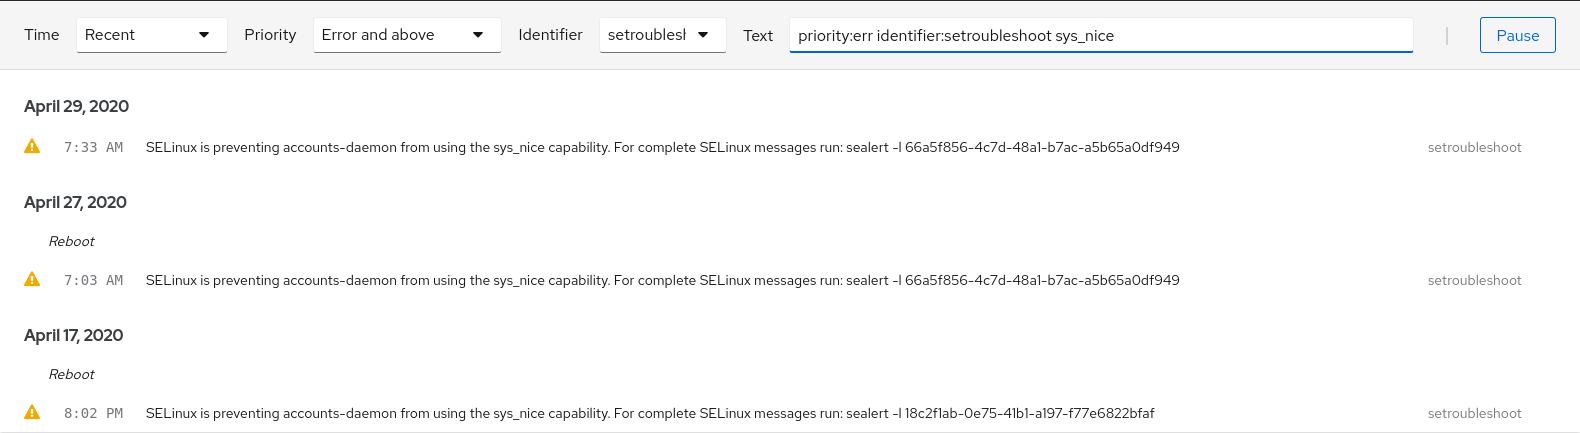 Time Recent Priority Error and above Identifier setroublesh Text priority:err identifier:setroubleshoot sys_nice Pause
April 29, 2020
7:33 AM SELinux is preventing accounts-daemon from using the sys_nice capability. For complete SELinux messages run: sealert -l 66a5f856-4c7d-48a1-b7ac-a5b65a0df949 setroubleshoot
April 27, 2020
Reboot
7:03 AM SELinux is preventing accounts-daemon from using the sys_nice capability. For complete SELinux messages run: sealert -l 66a5f856-4c7d-48a1-b7ac-a5b65a0df949 setroubleshoot
April 17, 2020
Reboot
8:02 PM SELinux is preventing accounts-daemon from using the sys_nice capability. For complete SELinux messages run: sealert -l 18c2f1ab-0e75-41b1-a197-f77e6822bfaf setroubleshoot